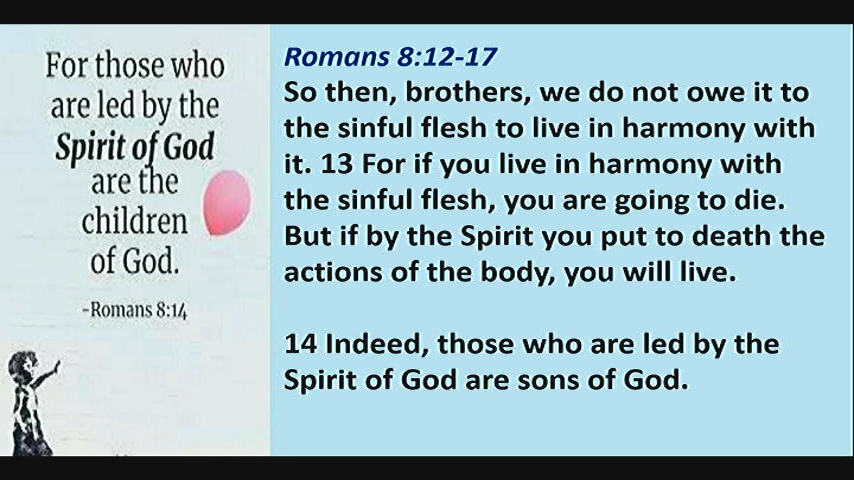 For those who
are led by the
Spirit of God
are the
children
of God.
-Romans 8:14
Romans 8:12-17
So then, brothers, we do not owe it to
the sinful flesh to live in harmony with
it. 13 For if you live in harmony with
the sinful flesh, you are going to die.
But if by the Spirit you put to death the
actions of the body, you will live.
14 Indeed, those who are led by the
Spirit of God are sons of God.